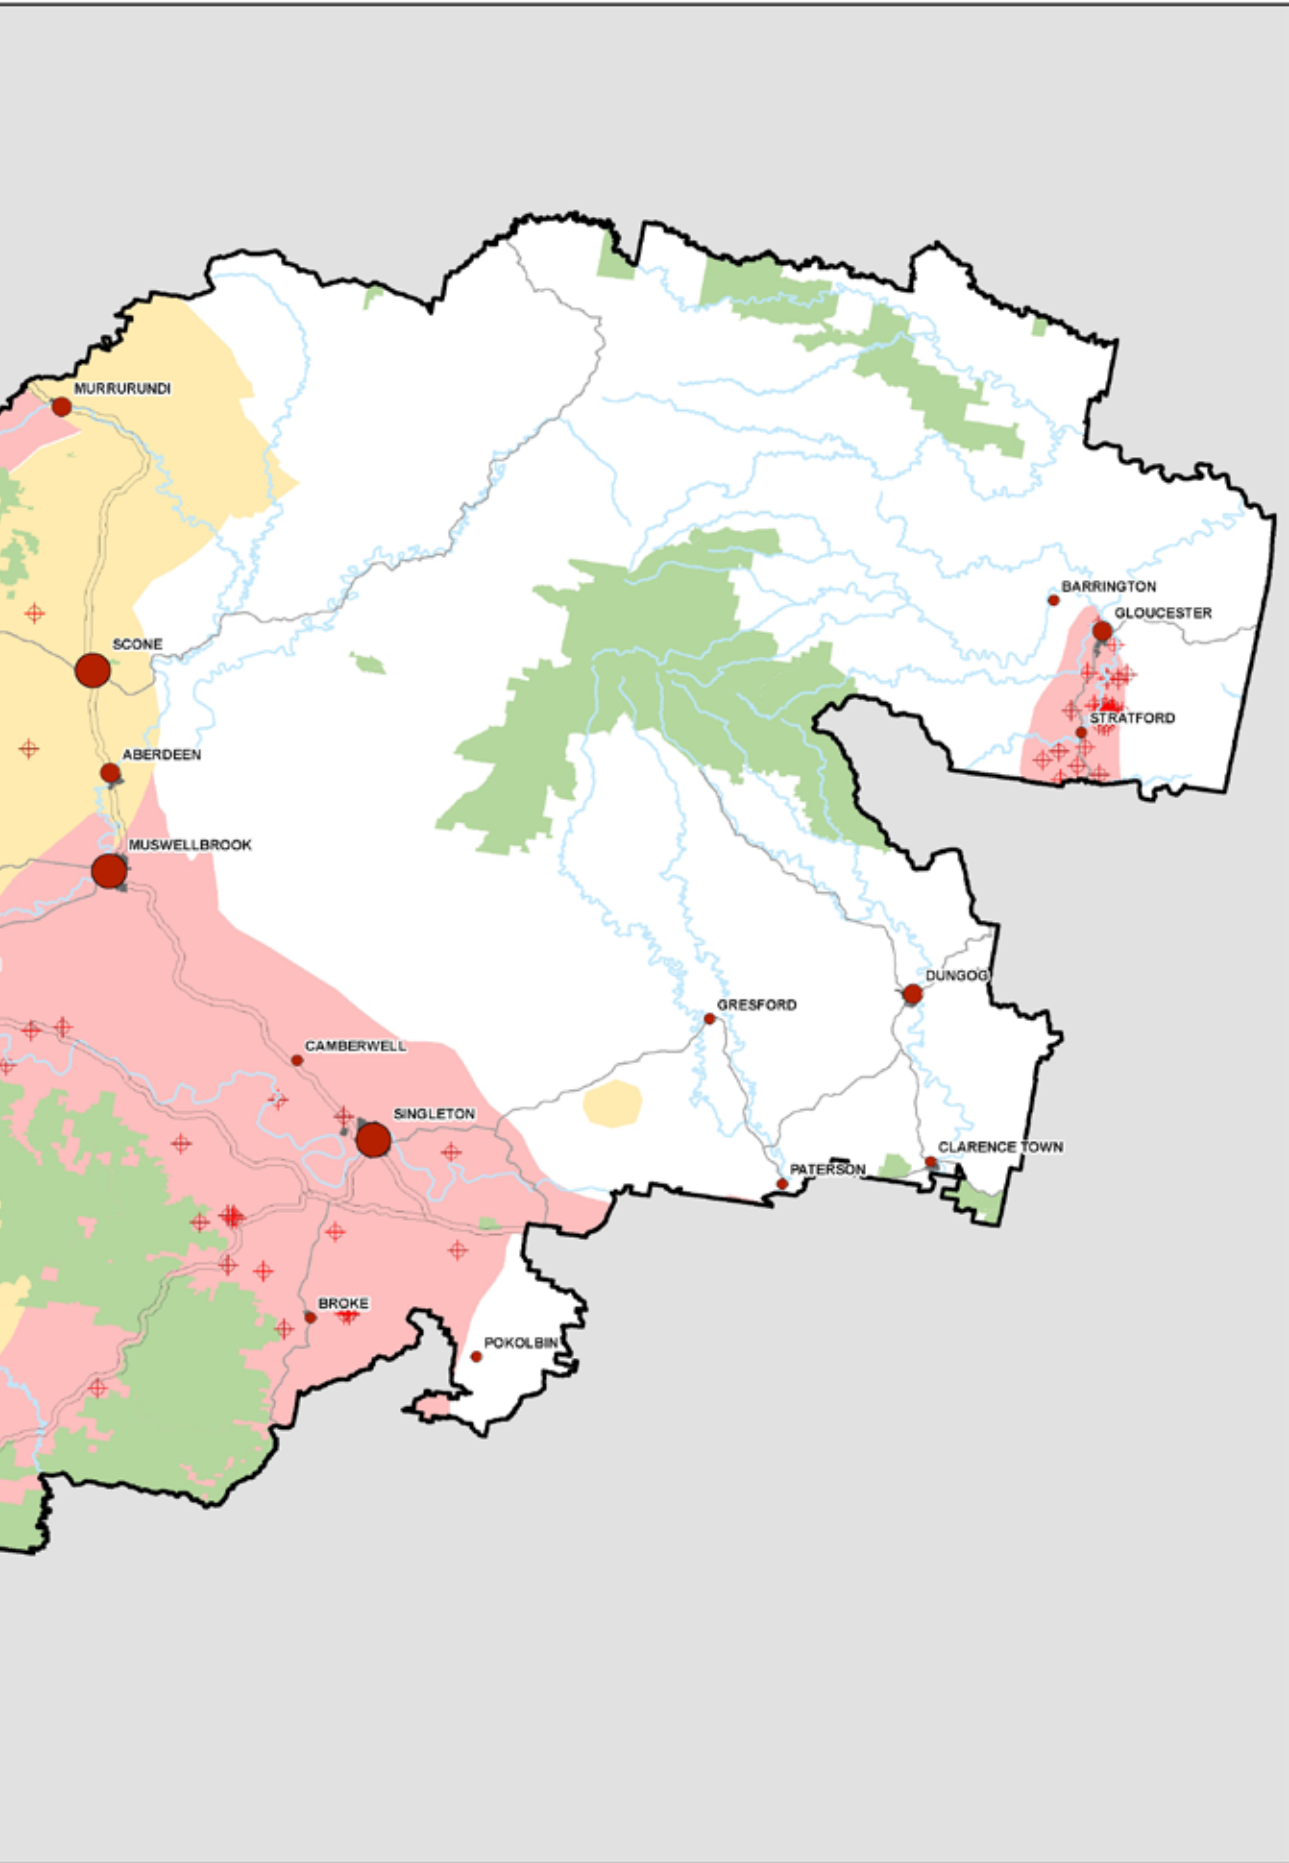 MURRURUNDI
BARRINGTON
GLOUCESTER
SCONE
STRATFORD
ABERDEEN
MUSWELLBROOK
DUNGOG
GRESFORD
CAMBERWELL
SINGLETON
CLARENCE TOWN
PATERSON
BROKE
POKOLBIN